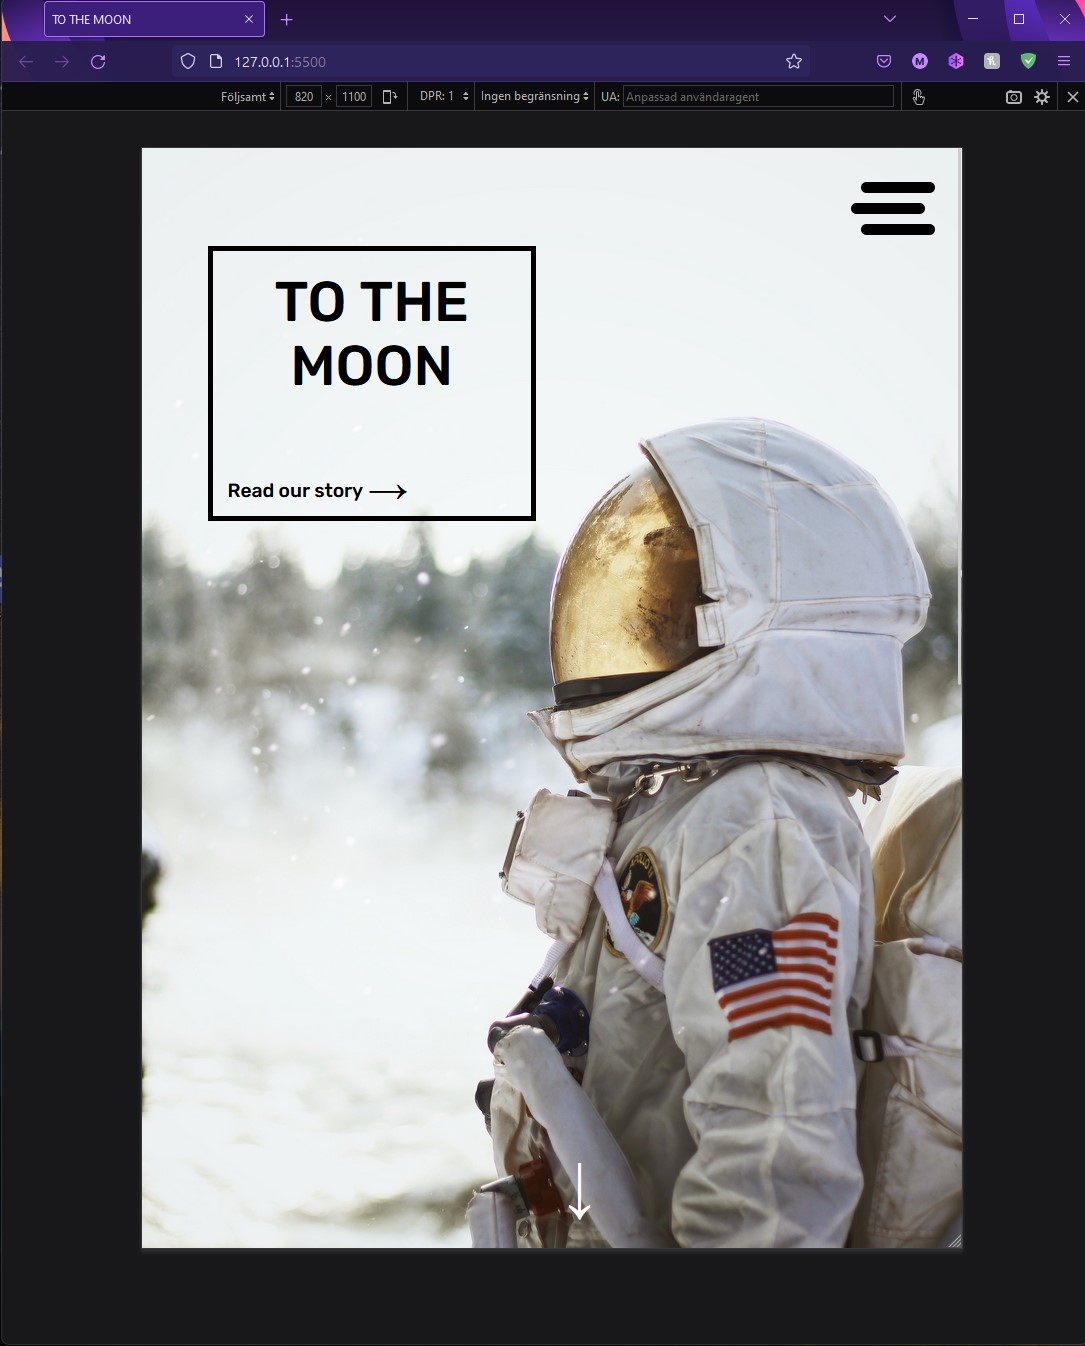 TO THE MOON
127.0.0.1:5500
Följsamt 820 × 1100 DPR: 1 Ingen begränsning UA: Anpassad användaragent
TO THE
MOON
Read our story